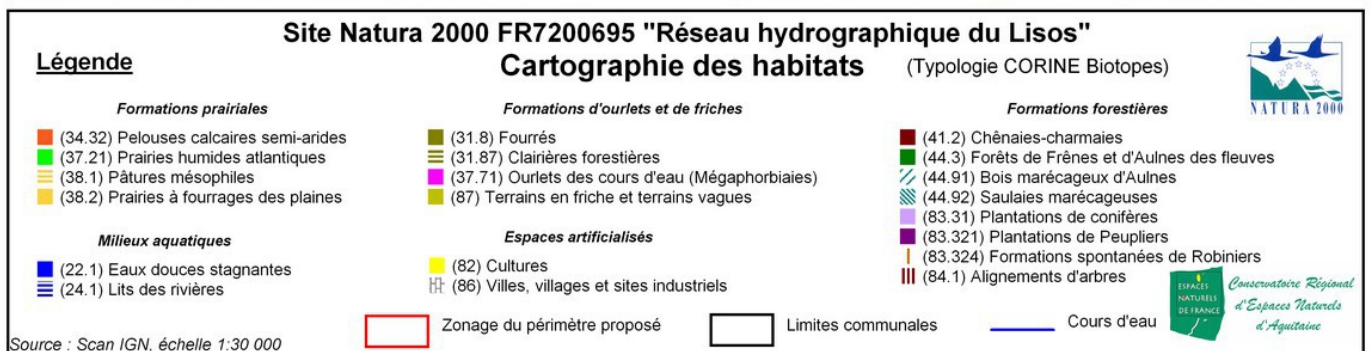 Site Natura 2000 FR7200695 "Réseau hydrographique du Lisos"
Légende
Cartographie des habitats
(Typologie CORINE Biotopes)
NATURA 2000
Formations prairiales
(34.32) Pelouses calcaires semi-arides
(37.21) Prairies humides atlantiques
(38.1) Pâtures mésophiles
(38.2) Prairies à fourrages des plaines
Milieux aquatiques
(22.1) Eaux douces stagnantes
(24.1) Lits des rivières
Formations d'ourlets et de friches
(31.8) Fourrés
(31.87) Clairières forestières
(37.71) Ourlets des cours d'eau (Mégaphorbiaies)
(87) Terrains en friche et terrains vagues
Espaces artificialisés
(82) Cultures
(86) Villes, villages et sites industriels
Formations forestières
(41.2) Chênaies-charmaies
(44.3) Forêts de Frênes et d'Aulnes des fleuves
(44.91) Bois marécageux d'Aulnes
(44.92) Saulaies marécageuses
(83.31) Plantations de conifères
(83.321) Plantations de Peupliers
(83.324) Formations spontanées de Robiniers
(84.1) Alignements d'arbres
Zonage du périmètre proposé
Limites communales
Cours d'eau
ESPACES
NATURELS
DE FRANCE
Conservatoire Régional
d'Espaces Naturels
d'Aquitaine
Source : Scan IGN, échelle 1:30 000